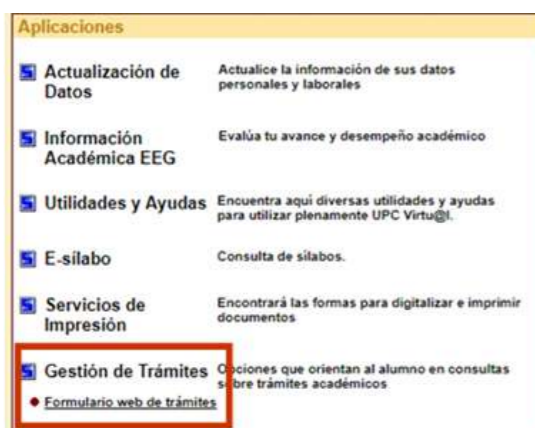 Aplicaciones
Actualización de
Datos
Actualice la información de sus datos
personales y laborales
Información
Académica EEG
Evalúa tu avance y desempeño académico
Utilidades y Ayudas
Encuentra aquí diversas utilidades y ayudas
para utilizar plenamente UPC Virtu@l.
E-sílabo
Consulta de sílabos.
Servicios de
Impresión
Encontrará las formas para digitalizar e imprimir
documentos
Gestión de Trámites
Opciones que orientan al alumno en consultas
sobre trámites académicos
Formulario web de trámites